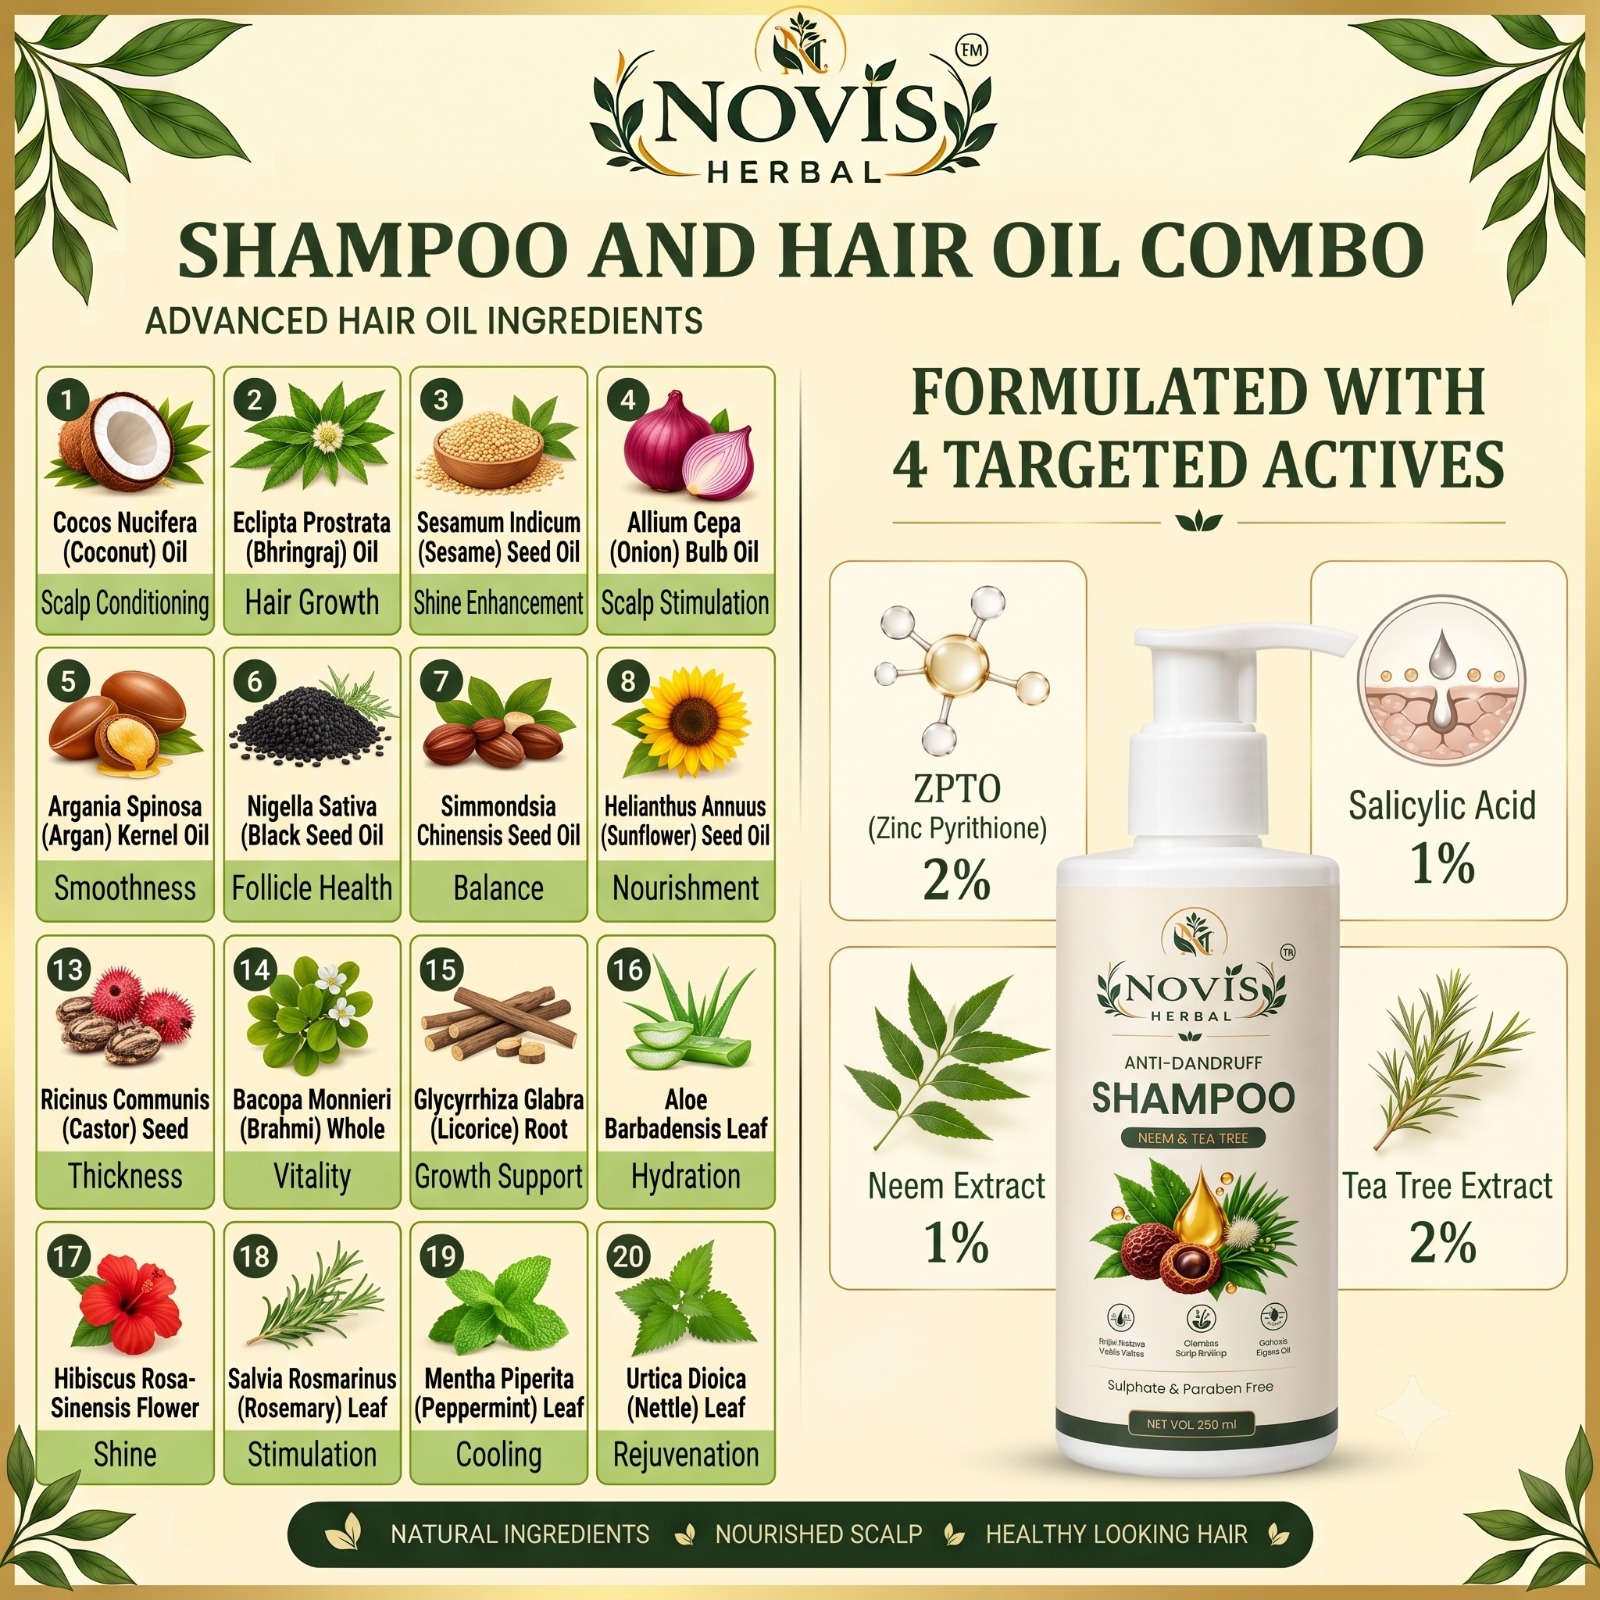 NOVIS
TM
HERBAL
SHAMPOO AND HAIR OIL COMBO
ADVANCED HAIR OIL INGREDIENTS
1
Cocos Nucifera
(Coconut) Oil
Scalp Conditioning
2
Eclipta Prostrata
(Bhringraj) Oil
Hair Growth
3
Sesamum Indicum
(Sesame) Seed Oil
Shine Enhancement
4
Allium Cepa
(Onion) Bulb Oil
Scalp Stimulation
5
Argania Spinosa
(Argan) Kernel Oil
Smoothness
6
Nigella Sativa
(Black Seed Oil
Follicle Health
7
Simmondsia
Chinensis Seed Oil
Balance
8
Helianthus Annuus
(Sunflower) Seed Oil
Nourishment
13
Ricinus Communis
(Castor) Seed
Thickness
14
Bacopa Monnieri
(Brahmi) Whole
Vitality
15
Glycyrrhiza Glabra
(Licorice) Root
Growth Support
16
Aloe
Barbadensis Leaf
Hydration
17
Hibiscus Rosa-
Sinensis Flower
Shine
18
Salvia Rosmarinus
(Rosemary) Leaf
Stimulation
19
Mentha Piperita
(Peppermint) Leaf
Cooling
20
Urtica Dioica
(Nettle) Leaf
Rejuvenation
FORMULATED WITH
4 TARGETED ACTIVES
ZPTO
(Zinc Pyrithione)
2%
Salicylic Acid
1%
Neem Extract
1%
Tea Tree Extract
2%
NOVIS
HERBAL
ANTI-DANDRUFF
SHAMPOO
NEEM & TEA TREE
Sulphate & Paraben Free
NET VOL. 250 ml
NATURAL INGREDIENTS NOURISHED SCALP HEALTHY LOOKING HAIR